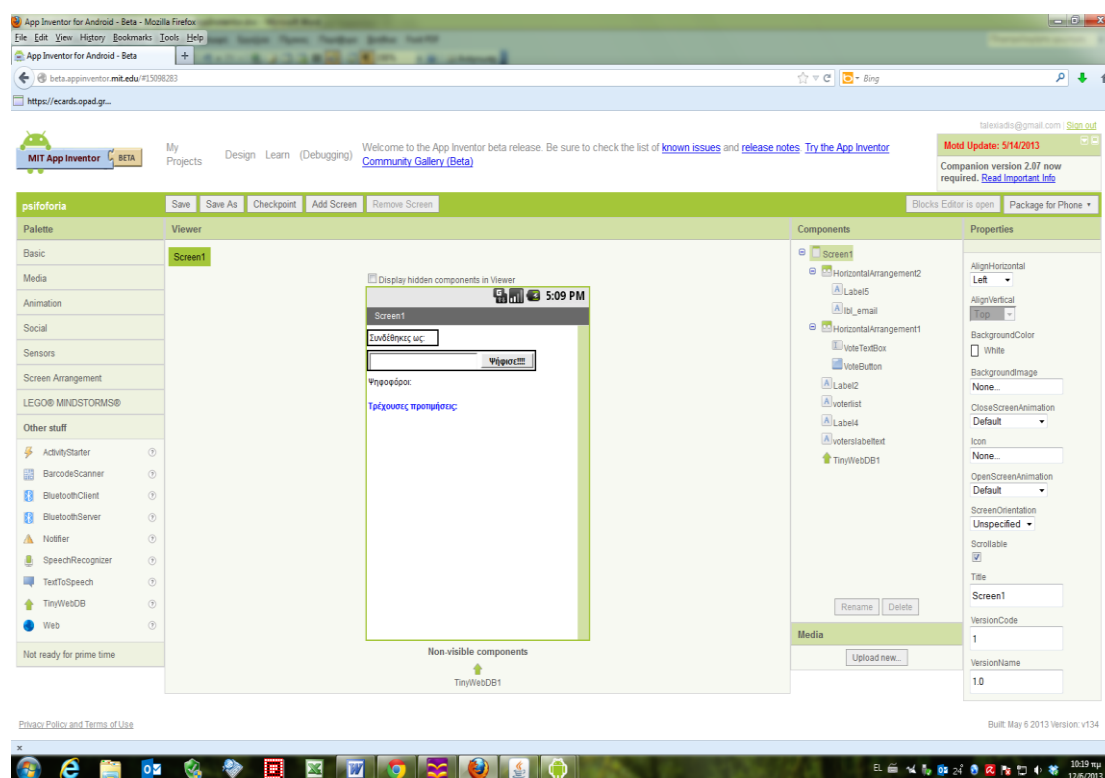 App Inventor for Android - Beta - Mozilla Firefox
File Edit View History Bookmarks Tools Help
App Inventor for Android - Beta
beta.appinventor.mit.edu/#15098283
Bing
https://ecards.opad.gr...
talexiadis@gmail.com | Sign out
MIT App Inventor BETA
My Projects Design Learn (Debugging)
Welcome to the App Inventor beta release. Be sure to check the list of known issues and release notes. Try the App Inventor
Community Gallery (Beta)
Motd Update: 5/14/2013
Companion version 2.07 now
required. Read Important Info
psifoforia
Save Save As Checkpoint Add Screen Remove Screen
Blocks Editor is open Package for Phone
Palette
Basic
Media
Animation
Social
Sensors
Screen Arrangement
LEGO® MINDSTORMS®
Other stuff
ActivityStarter
BarcodeScanner
BluetoothClient
BluetoothServer
Notifier
SpeechRecognizer
TextToSpeech
TinyWebDB
Web
Not ready for prime time
Viewer
Screen1
Display hidden components in Viewer
5:09 PM
Screen1
Συνδέθηκες ως:
Ψήφισε!!!!
Ψηφοφόροι:
Τρέχουσες προτιμήσεις:
Non-visible components
TinyWebDB1
Components
Screen1
HorizontalArrangement2
Label5
lbl_email
HorizontalArrangement1
VoteTextBox
VoteButton
Label2
voterlist
Label4
voterslabeltext
TinyWebDB1
Rename Delete
Media
Upload new...
Properties
AlignHorizontal
Left
AlignVertical
Top
BackgroundColor
White
BackgroundImage
None...
CloseScreenAnimation
Default
Icon
None...
OpenScreenAnimation
Default
ScreenOrientation
Unspecified
Scrollable
Title
Screen1
VersionCode
1
VersionName
1.0
Privacy Policy and Terms of Use
Built: May 6 2013 Version: v134
EL
10:19 πμ
12/6/2013